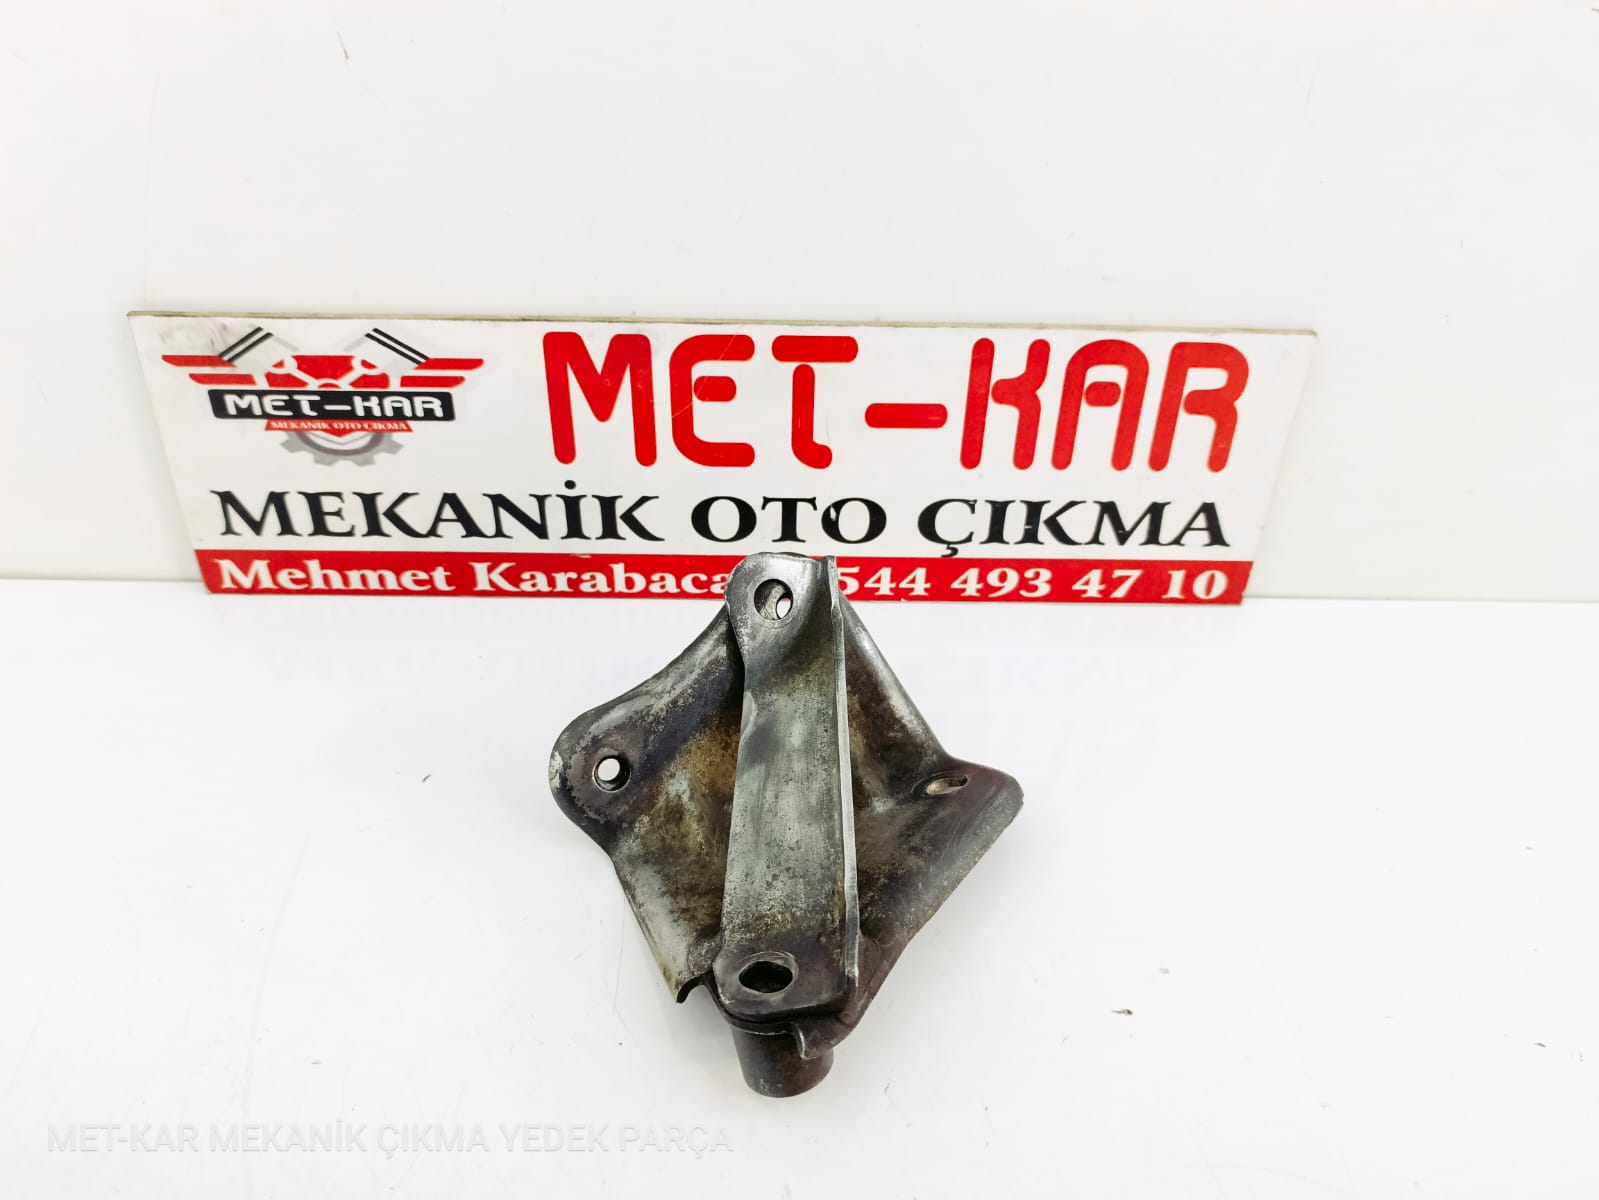 MET-KAR
MEKANİK OTO ÇIKMA
MET-KAR
MEKANİK OTO ÇIKMA
Mehmet Karabaca 544 493 47 10
MET-KAR MEKANİK ÇIKMA YEDEK PARÇA